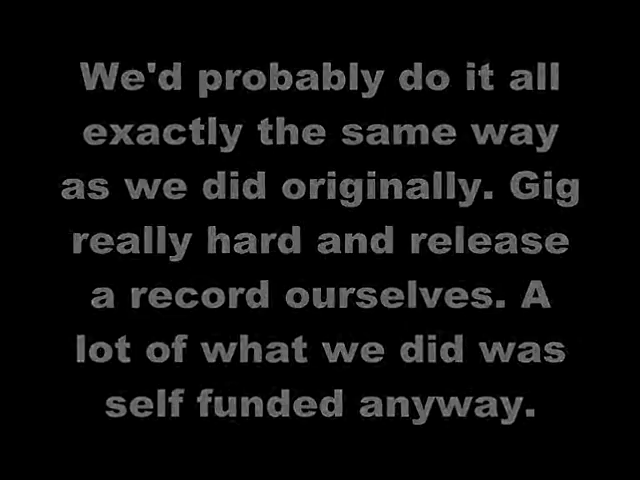 We'd probably do it all
exactly the same way
as we did originally. Gig
really hard and release
a record ourselves. A
lot of what we did was
self funded anyway.